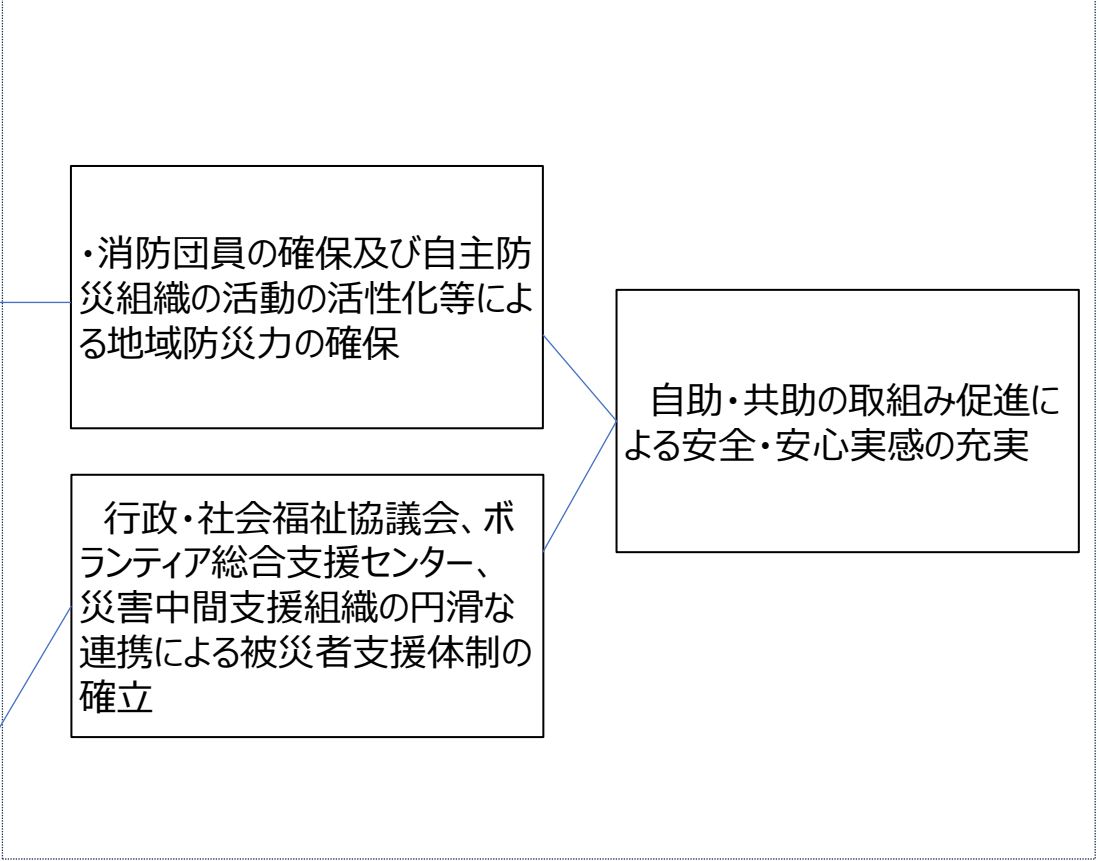 ・消防団員の確保及び自主防
災組織の活動の活性化等によ
る地域防災力の確保
行政・社会福祉協議会、ボ
ランティア総合支援センター、
災害中間支援組織の円滑な
連携による被災者支援体制の
確立
自助・共助の取組み促進に
よる安全・安心実感の充実